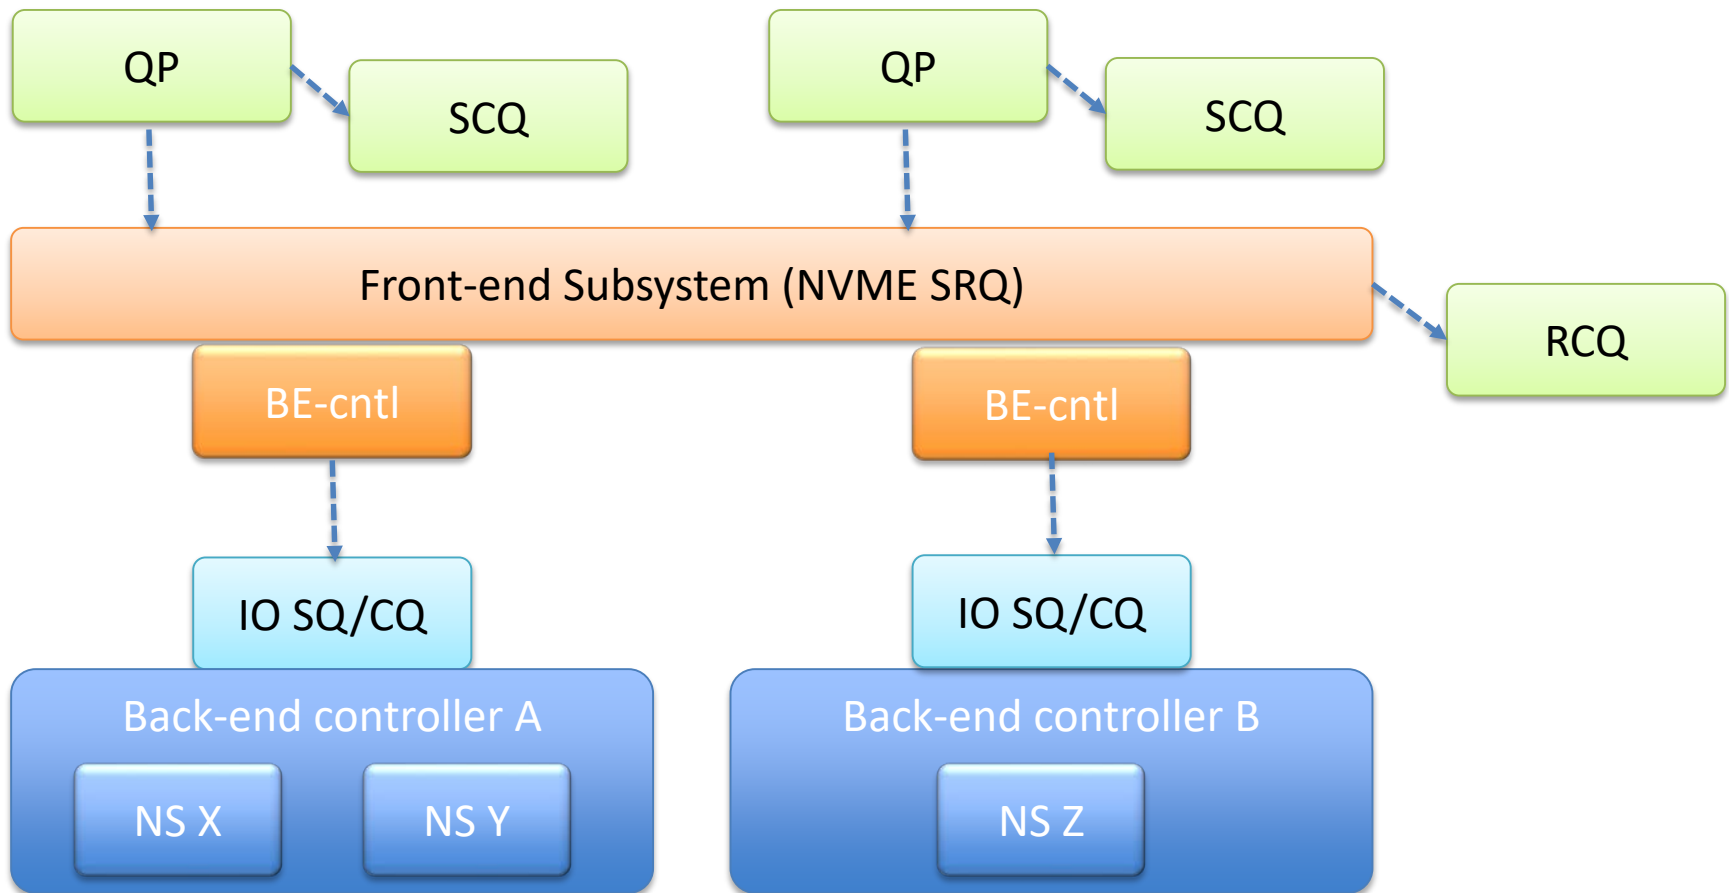 QP
SCQ
QP
SCQ
Front-end Subsystem (NVME SRQ)
RCQ
BE-cntl
BE-cntl
IO SQ/CQ
IO SQ/CQ
Back-end controller A
Back-end controller B
NS X
NS Y
NS Z